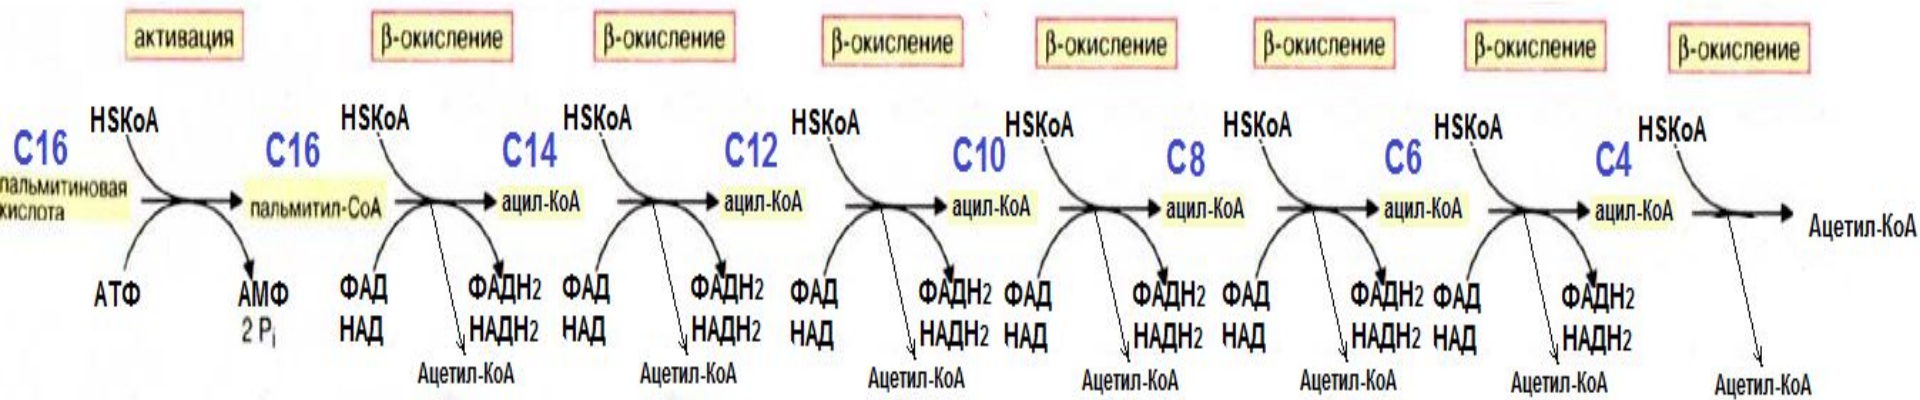 активация
β-окисление
β-окисление
β-окисление
β-окисление
β-окисление
β-окисление
β-окисление
HSKoA
HSKoA
HSKoA
HSKoA
HSKoA
HSKoA
HSKoA
HSKoA
C16
C16
C14
C12
C10
C8
C6
C4
пальмитиновая
кислота
пальмитил-CoA
ацил-КоА
ацил-КоА
ацил-КоА
ацил-КоА
ацил-КоА
ацил-КоА
Ацетил-КоА
АТФ
АМФ
2 Pi
ФАД
НАД
ФАДН2
НАДН2
ФАД
НАД
ФАДН2
НАДН2
ФАД
НАД
ФАДН2
НАДН2
ФАД
НАД
ФАДН2
НАДН2
ФАД
НАД
ФАДН2
НАДН2
ФАД
НАД
ФАДН2
НАДН2
Ацетил-КоА
Ацетил-КоА
Ацетил-КоА
Ацетил-КоА
Ацетил-КоА
Ацетил-КоА
Ацетил-КоА